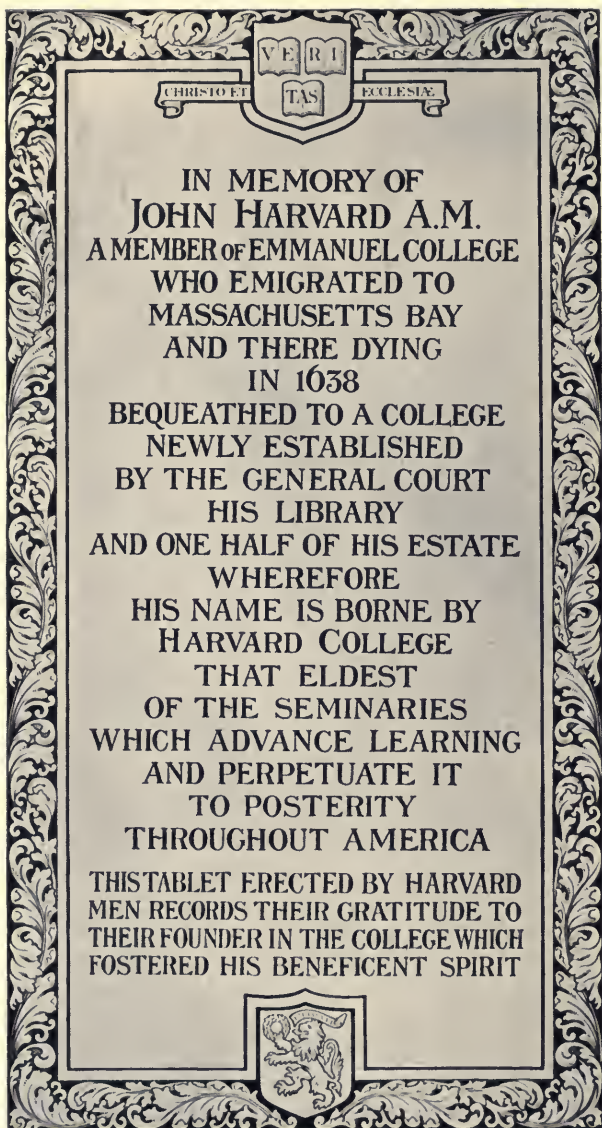 VE RI
CHRISTO ET TAS ECCLESIÆ
IN MEMORY OF
JOHN HARVARD A.M.
A MEMBER OF EMMANUEL COLLEGE
WHO EMIGRATED TO
MASSACHUSETTS BAY
AND THERE DYING
IN 1638
BEQUEATHED TO A COLLEGE
NEWLY ESTABLISHED
BY THE GENERAL COURT
HIS LIBRARY
AND ONE HALF OF HIS ESTATE
WHEREFORE
HIS NAME IS BORNE BY
HARVARD COLLEGE
THAT ELDEST
OF THE SEMINARIES
WHICH ADVANCE LEARNING
AND PERPETUATE IT
TO POSTERITY
THROUGHOUT AMERICA
THIS TABLET ERECTED BY HARVARD
MEN RECORDS THEIR GRATITUDE TO
THEIR FOUNDER IN THE COLLEGE WHICH
FOSTERED HIS BENEFICENT SPIRIT